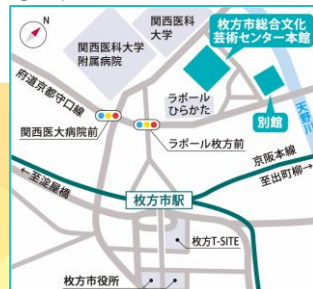 関西医科
大学
関西医科大学
附属病院
枚方市総合文化
芸術センター本館
N
府道京都守口線
ラポール
ひらかた
別館
天野川
関西医大病院前
ラポール枚方前
京阪本線
至出町柳→
←至淀屋橋
枚方市駅
枚方T-SITE
枚方市役所